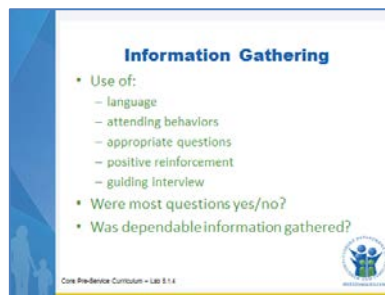 Information Gathering
• Use of:
– language
– attending behaviors
– appropriate questions
– positive reinforcement
– guiding interview
• Were most questions yes/no?
• Was dependable information gathered?
Core Pre-Service Curriculum – Lab 5.1.4